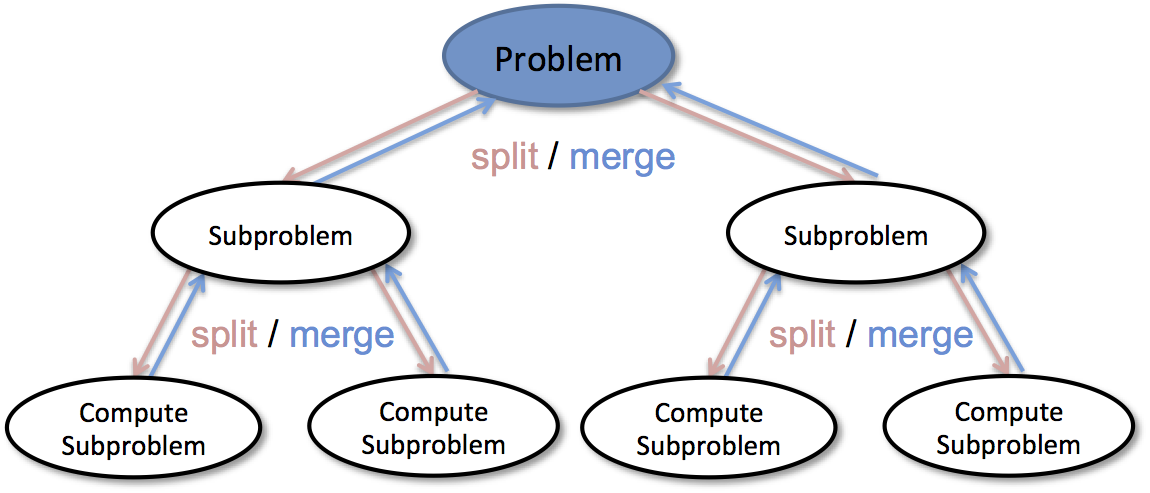 Problem
split / merge
Subproblem
Subproblem
split / merge
split / merge
Compute
Subproblem
Compute
Subproblem
Compute
Subproblem
Compute
Subproblem